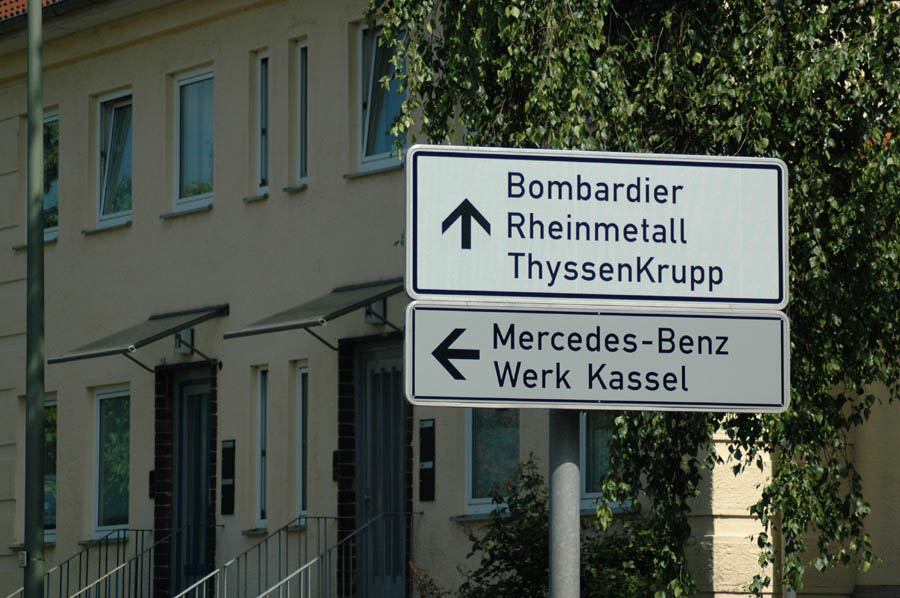 Bombardier
Rheinmetall
ThyssenKrupp
Mercedes-Benz
Werk Kassel